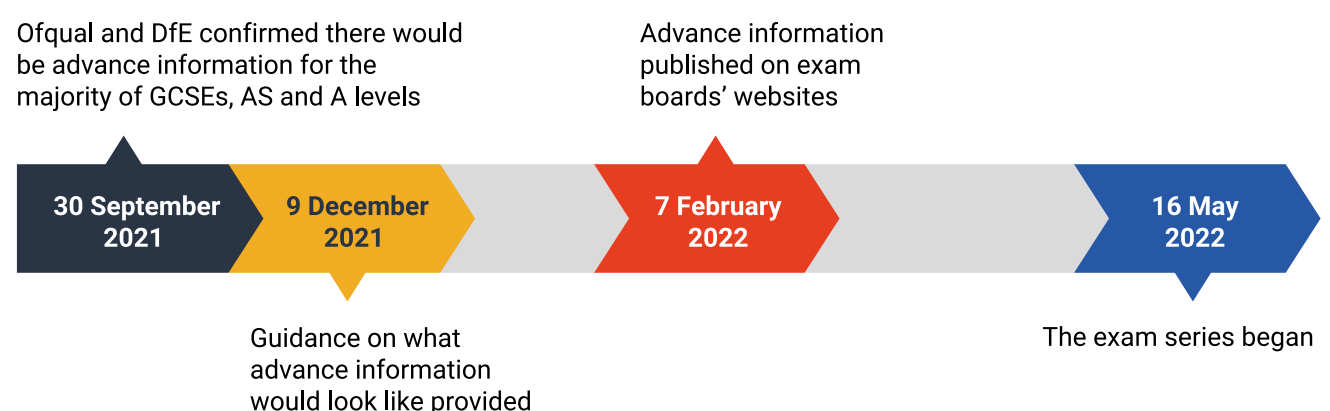 Ofqual and DfE confirmed there would
be advance information for the
majority of GCSEs, AS and A levels
Advance information
published on exam
boards’ websites
30 September
2021
9 December
2021
7 February
2022
16 May
2022
Guidance on what
advance information
would look like provided
The exam series began